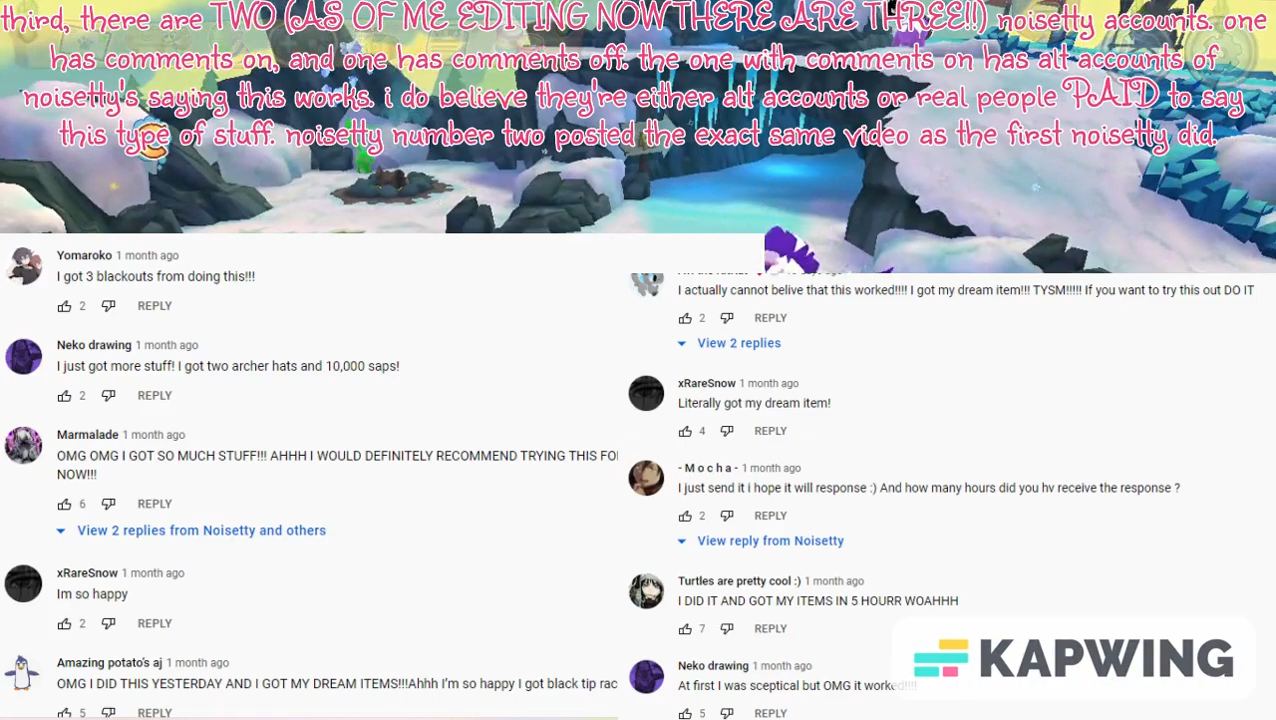 third, there are TWO (AS OF ME EDITING NOW THERE ARE THREE!!) noisetty accounts. one
has comments on, and one has comments off. the one with comments on has alt accounts of
noisetty's saying this works. i do believe they're either alt accounts or real people PAID to say
this type of stuff. noisetty number two posted the exact same video as the first noisetty did.
Yomaroko 1 month ago
I got 3 blackouts from doing this!!!
2 REPLY
Neko drawing 1 month ago
I just got more stuff! I got two archer hats and 10,000 saps!
2 REPLY
Marmalade 1 month ago
OMG OMG I GOT SO MUCH STUFF!!! AHHH I WOULD DEFINITELY RECOMMEND TRYING THIS
NOW!!!
6 REPLY
View 2 replies from Noisetty and others
xRareSnow 1 month ago
Im so happy
2 REPLY
Amazing potato's aj 1 month ago
OMG I DID THIS YESTERDAY AND I GOT MY DREAM ITEMS!!!Ahhh I'm so happy I got black tip
5 REPLY
I actually cannot belive that this worked!!!! I got my dream item!!! TYSM!!!!! If you want to try this out DO IT
2 REPLY
View 2 replies
xRareSnow 1 month ago
Literally got my dream item!
4 REPLY
- M o c h a - 1 month ago
I just send it i hope it will response :) And how many hours did you hv receive the response ?
2 REPLY
View reply from Noisetty
Turtles are pretty cool :) 1 month ago
I DID IT AND GOT MY ITEMS IN 5 HOURR WOAHHH
7 REPLY
Neko drawing 1 month ago
At first I was sceptical but OMG it worked!!!!
5 REPLY
KAPWING